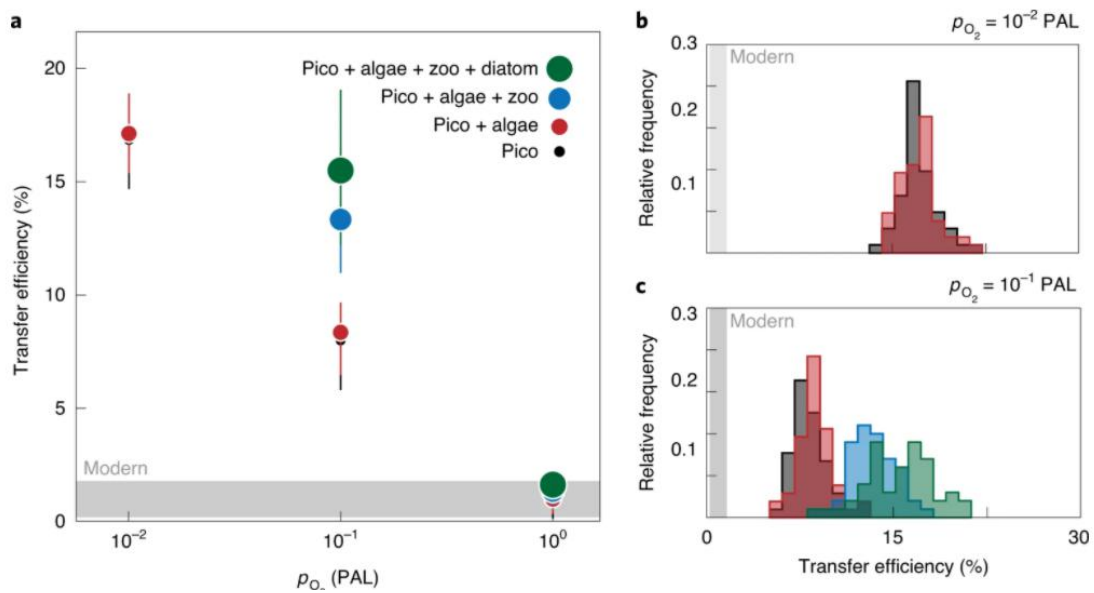 a
20
15
10
5
0
Transfer efficiency (%)
Pico + algae + zoo + diatom
Pico + algae + zoo
Pico + algae
Pico
Modern
10⁻²
10⁻¹
10⁰
pO₂ (PAL)
b
pO₂ = 10⁻² PAL
0.3
0.2
0.1
Relative frequency
Modern
c
pO₂ = 10⁻¹ PAL
0.3
0.2
0.1
Relative frequency
Modern
0
15
30
Transfer efficiency (%)